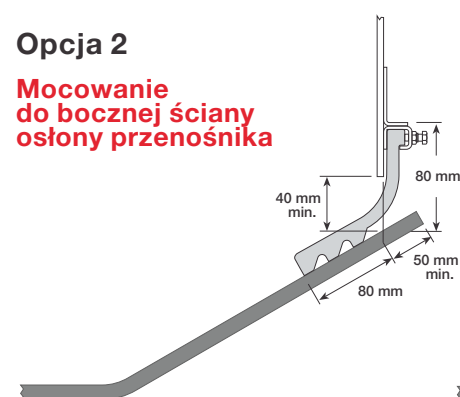 Opcja 2
Mocowanie
do bocznej ściany
osłony przenośnika
40 mm
min.
80 mm
50 mm
min.
80 mm